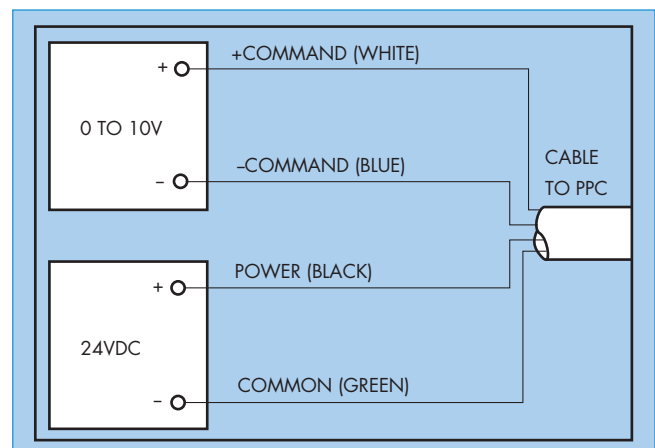 +COMMAND (WHITE)
+
0 TO 10V
–COMMAND (BLUE)
–
CABLE
TO PPC
POWER (BLACK)
+
24VDC
COMMON (GREEN)
–